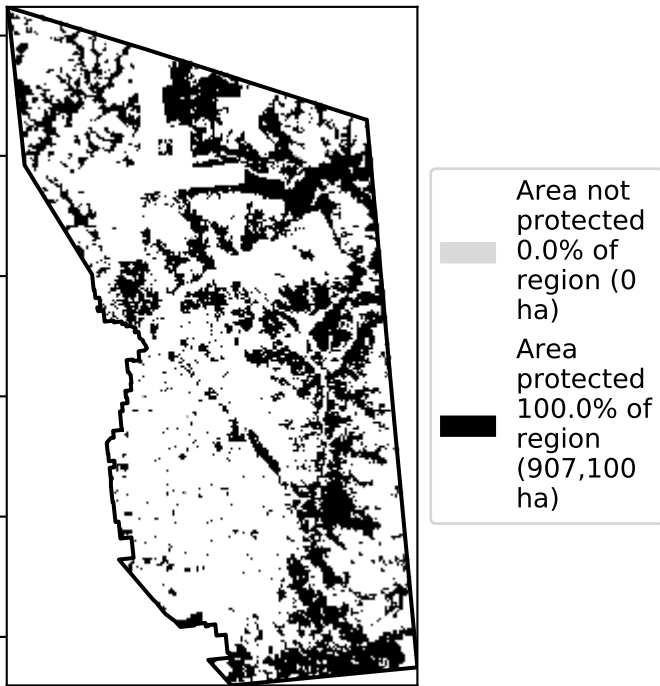 Area not
protected
0.0% of
region (0
ha)
Area
protected
100.0% of
region
(907,100
ha)